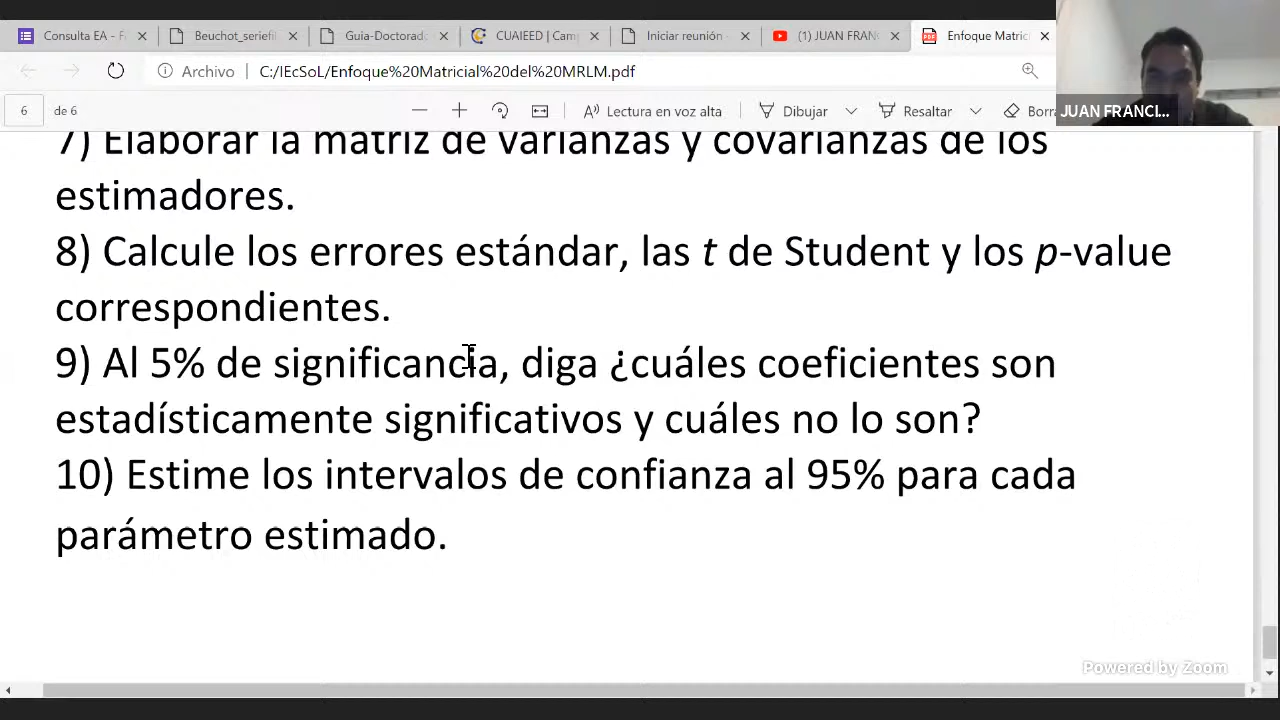 Consulta EA - F
Beuchot_seriefil
Guia-Doctorado
CUAIEED | Cam
Iniciar reunión -
(1) JUAN FRANC
Enfoque Matric
Archivo
C:/IEcSoL/Enfoque%20Matricial%20del%20MRLM.pdf
6
de 6
Lectura en voz alta
Dibujar
Resaltar
Borra
JUAN FRANCI...
7) Elaborar la matriz de varianzas y covarianzas de los
estimadores.
8) Calcule los errores estándar, las t de Student y los p-value
correspondientes.
9) Al 5% de significancia, diga ¿cuáles coeficientes son
estadísticamente significativos y cuáles no lo son?
10) Estime los intervalos de confianza al 95% para cada
parámetro estimado.
Powered by Zoom